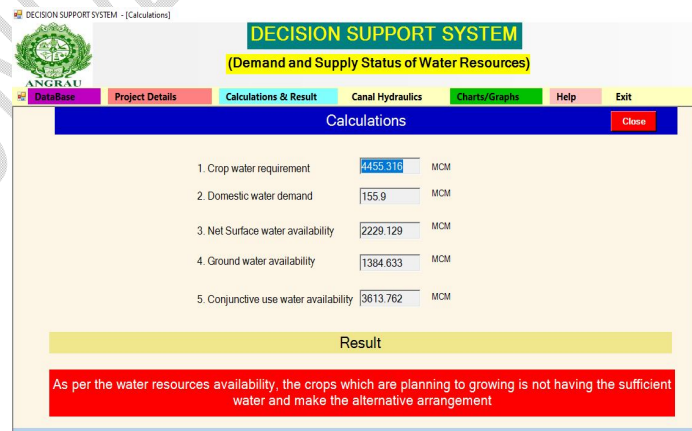 DECISION SUPPORT SYSTEM - [Calculations]
DECISION SUPPORT SYSTEM
(Demand and Supply Status of Water Resources)
ANGRAU
DataBase Project Details Calculations & Result Canal Hydraulics Charts/Graphs Help Exit
Calculations Close
1. Crop water requirement 4455.316 MCM
2. Domestic water demand 155.9 MCM
3. Net Surface water availability 2229.129 MCM
4. Ground water availability 1384.633 MCM
5. Conjunctive use water availability 3613.762 MCM
Result
As per the water resources availability, the crops which are planning to growing is not having the sufficient
water and make the alternative arrangement